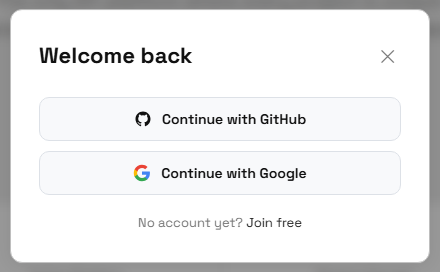 Welcome back
Continue with GitHub
Continue with Google
No account yet? Join free